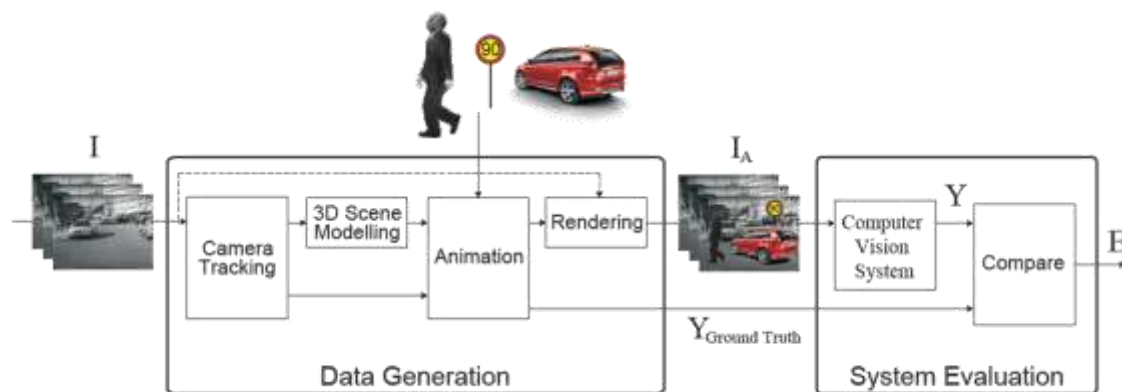 90
I
I_A
3D Scene
Modelling
Rendering
Camera
Tracking
Animation
Computer
Vision
System
Y
Compare
E
Y_Ground Truth
Data Generation
System Evaluation